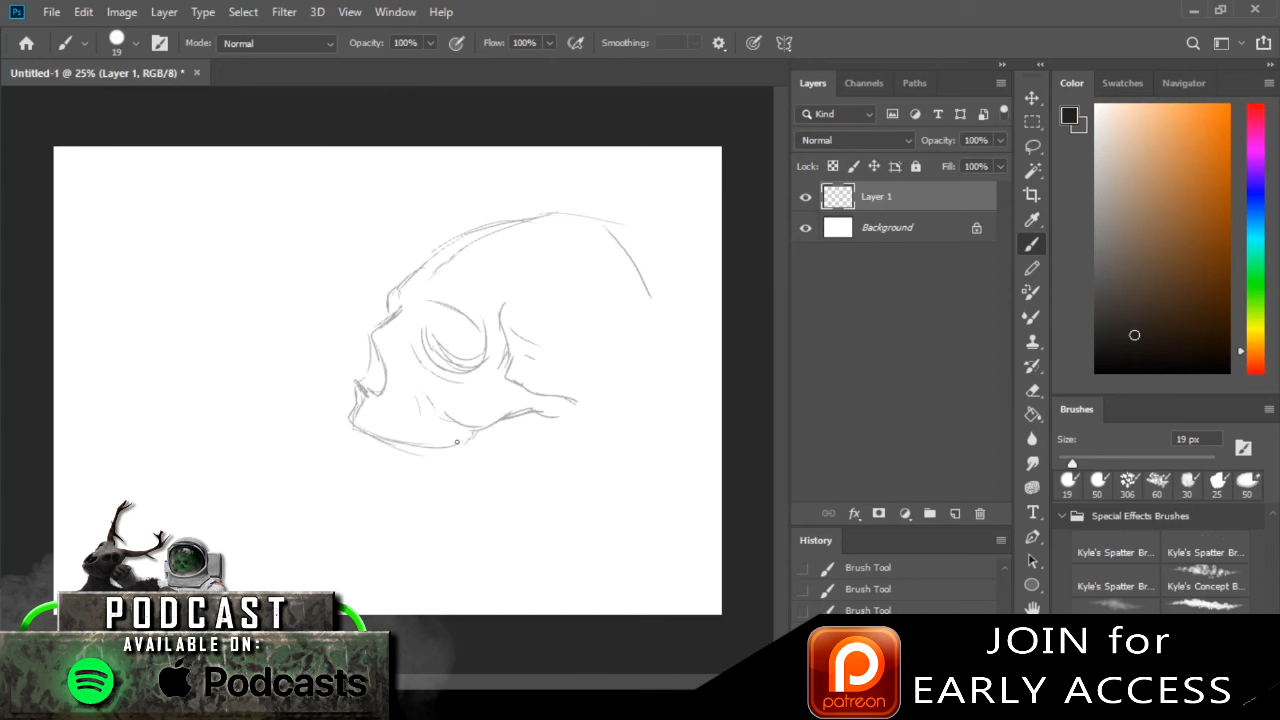 Ps File Edit Image Layer Type Select Filter 3D View Window Help
19 Mode: Normal Opacity: 100% Flow: 100% Smoothing:
Untitled-1 @ 25% (Layer 1, RGB/8) *
Layers Channels Paths
Kind
Normal Opacity: 100%
Lock: Fill: 100%
Layer 1
Background
History
Brush Tool
Brush Tool
Brush Tool
Color Swatches Navigator
Brushes
Size: 19 px
19 50 306 60 30 25 50
Special Effects Brushes
Kyle's Spatter Br... Kyle's Spatter Br...
Kyle's Spatter Br... Kyle's Concept B...
PODCAST
AVAILABLE ON:
Podcasts
patreon
JOIN for
EARLY ACCESS